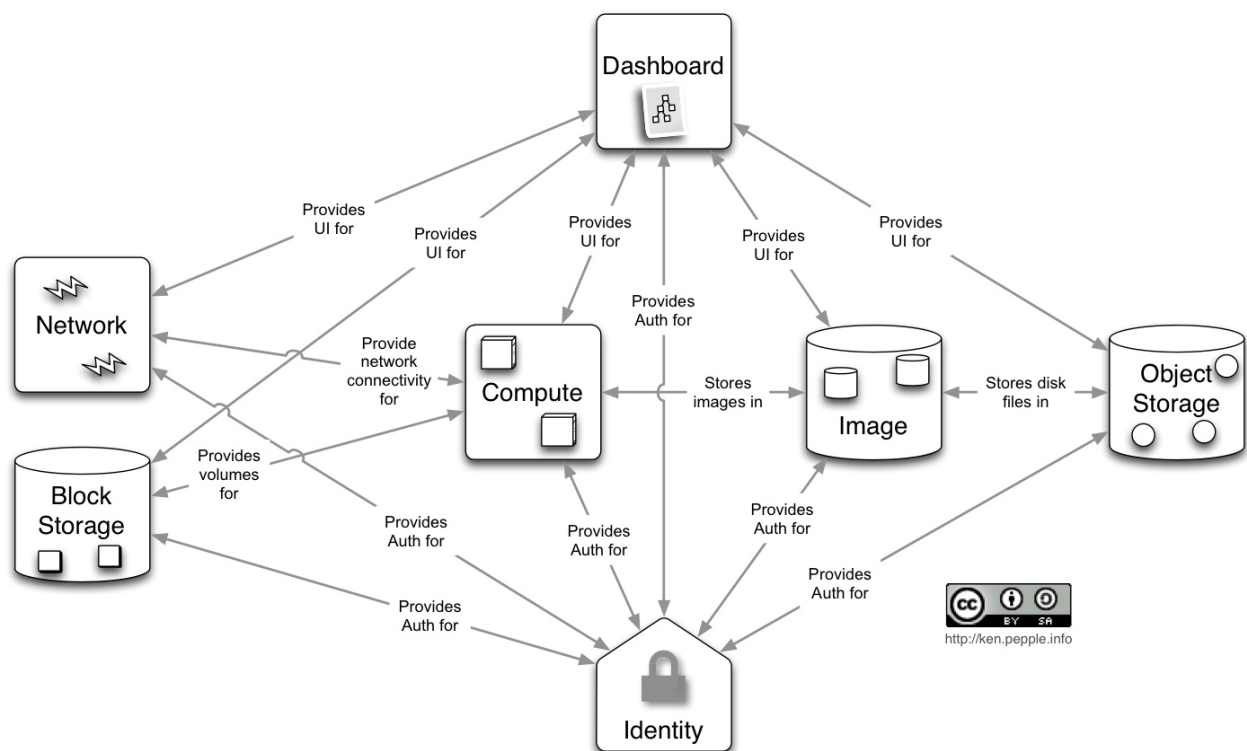 Dashboard
Provides
UI for
Provides
UI for
Provides
UI for
Provides
UI for
Provides
UI for
Provides
Auth for
Network
Provide
network
connectivity
for
Compute
Stores
images in
Image
Stores disk
files in
Object
Storage
Provides
volumes
for
Block
Storage
Provides
Auth for
Provides
Auth for
Provides
Auth for
Provides
Auth for
Provides
Auth for
cc
BY SA
http://ken.pepple.info
Identity